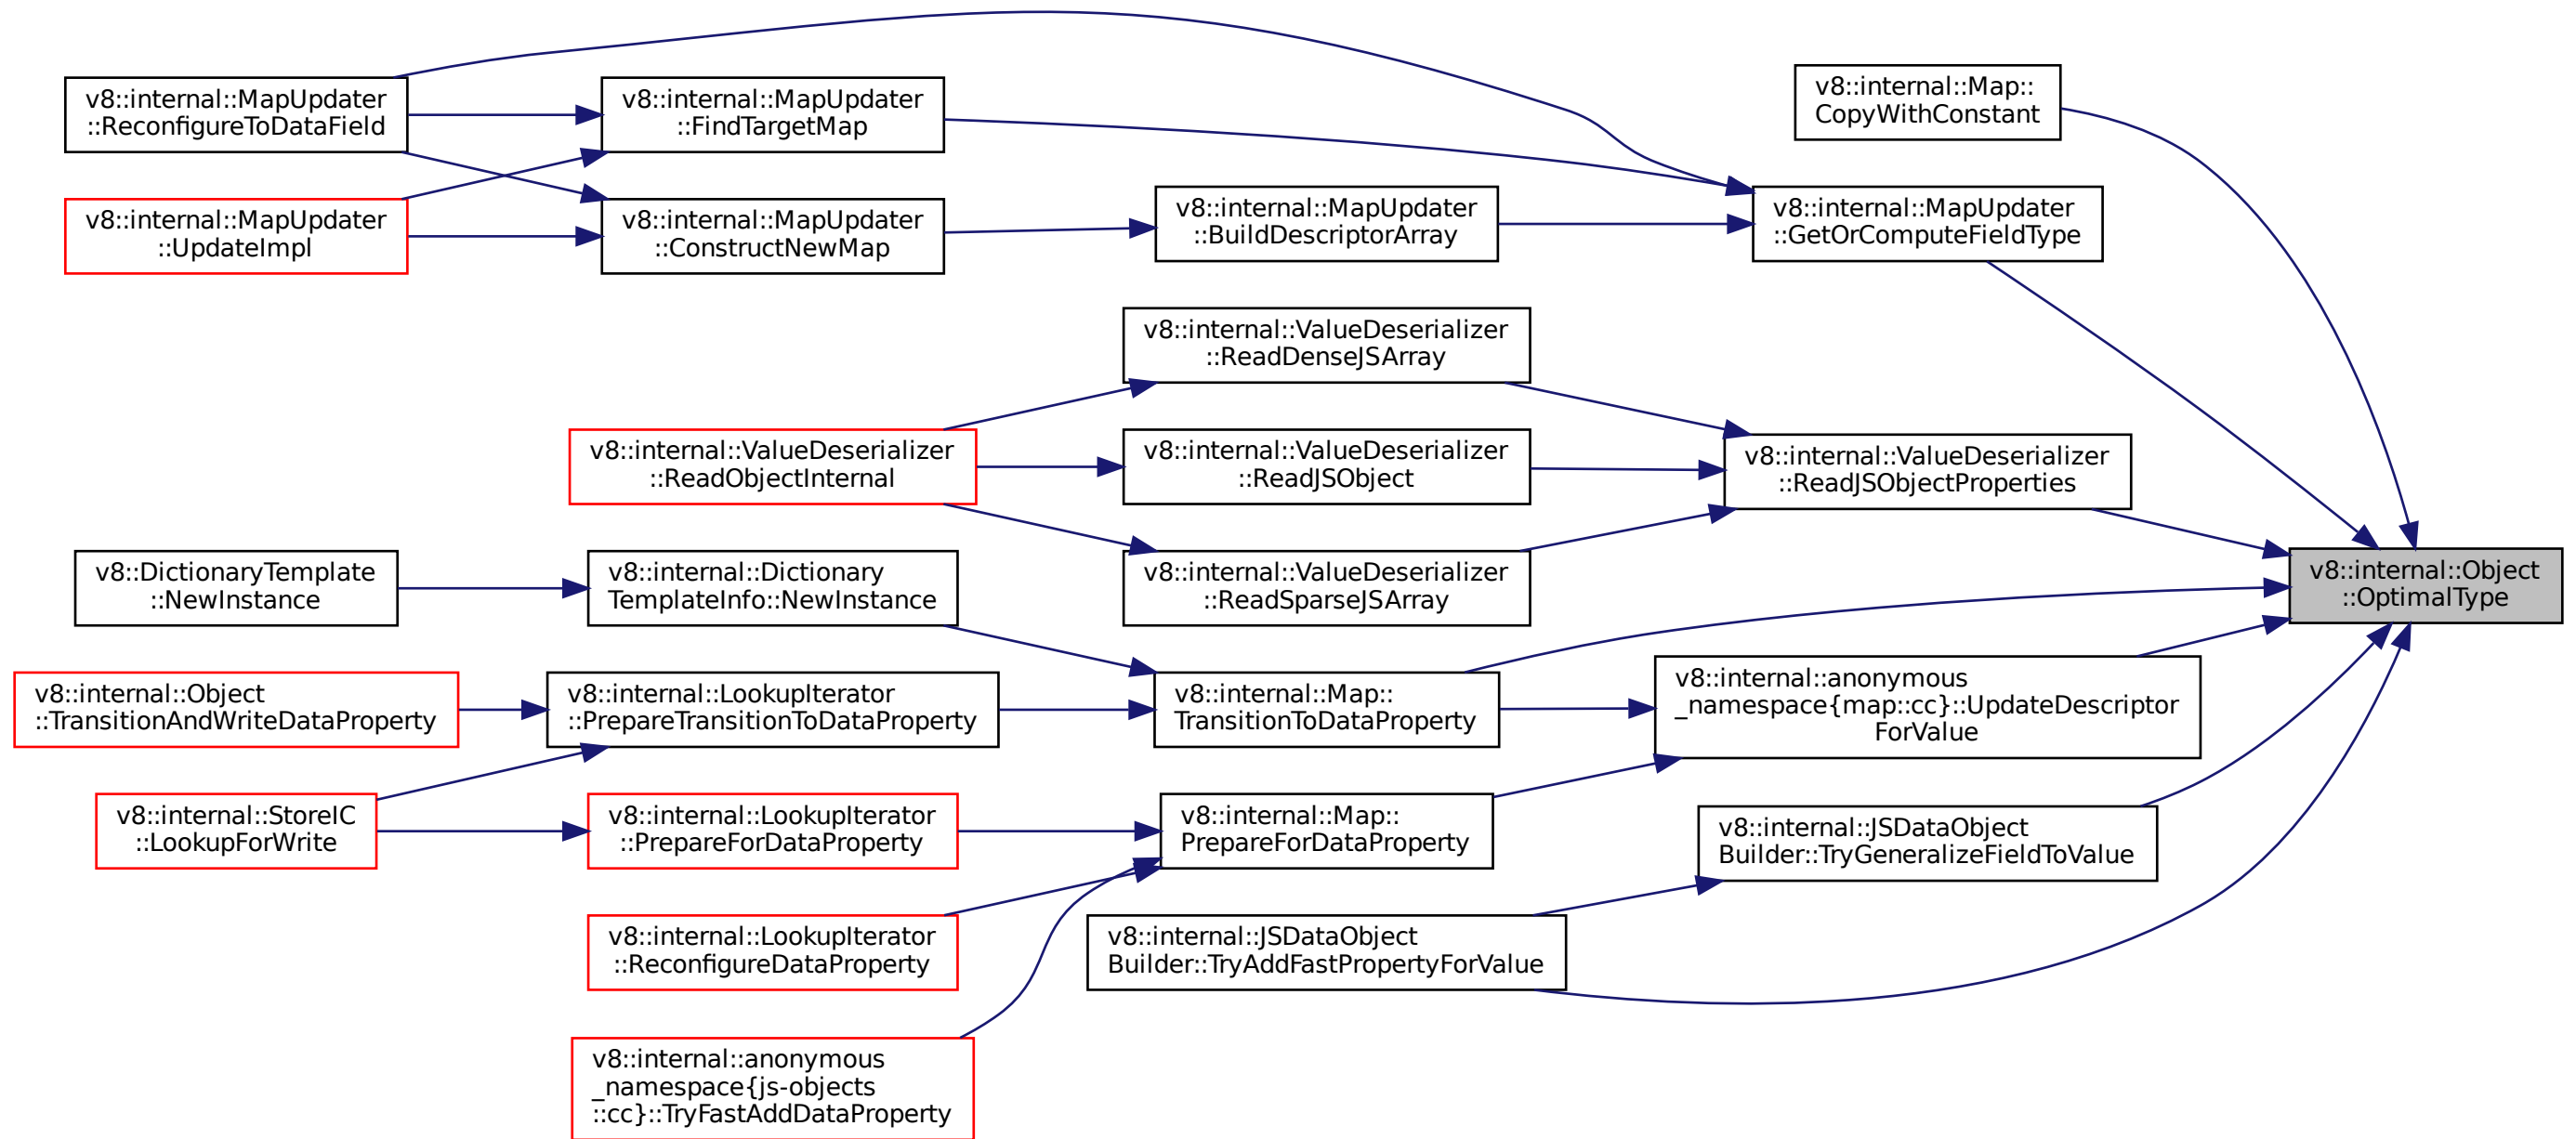 v8::internal::Map::
CopyWithConstant
v8::internal::MapUpdater
::ReconfigureToDataField
v8::internal::MapUpdater
::FindTargetMap
v8::internal::MapUpdater
::UpdateImpl
v8::internal::MapUpdater
::ConstructNewMap
v8::internal::MapUpdater
::BuildDescriptorArray
v8::internal::MapUpdater
::GetOrComputeFieldType
v8::internal::ValueDeserializer
::ReadDenseJSArray
v8::internal::ValueDeserializer
::ReadObjectInternal
v8::internal::ValueDeserializer
::ReadJSObject
v8::internal::ValueDeserializer
::ReadJSObjectProperties
v8::DictionaryTemplate
::NewInstance
v8::internal::Dictionary
TemplateInfo::NewInstance
v8::internal::ValueDeserializer
::ReadSparseJSArray
v8::internal::Object
::OptimalType
v8::internal::Object
::TransitionAndWriteDataProperty
v8::internal::LookupIterator
::PrepareTransitionToDataProperty
v8::internal::Map::
TransitionToDataProperty
v8::internal::anonymous
_namespace{map::cc}::UpdateDescriptor
ForValue
v8::internal::StoreIC
::LookupForWrite
v8::internal::LookupIterator
::PrepareForDataProperty
v8::internal::Map::
PrepareForDataProperty
v8::internal::JSDataObject
Builder::TryGeneralizeFieldToValue
v8::internal::LookupIterator
::ReconfigureDataProperty
v8::internal::JSDataObject
Builder::TryAddFastPropertyForValue
v8::internal::anonymous
_namespace{js-objects
::cc}::TryFastAddDataProperty